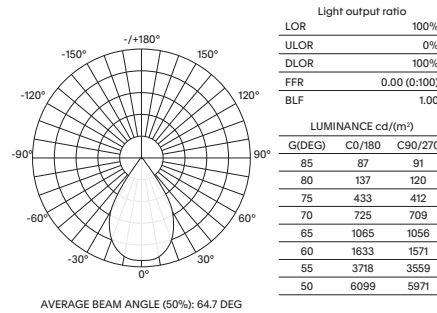 -/+180°
-150°
150°
-120°
120°
-90°
90°
-60°
60°
-30°
30°
0°
AVERAGE BEAM ANGLE (50%): 64.7 DEG
Light output ratio
LOR 100%
ULOR 0%
DLOR 100%
FFR 0.00 (0:100)
BLF 1.00
LUMINANCE cd/(m²)
G(DEG) C0/180 C90/270
85 87 91
80 137 120
75 433 412
70 725 709
65 1065 1056
60 1633 1571
55 3718 3559
50 6099 5971